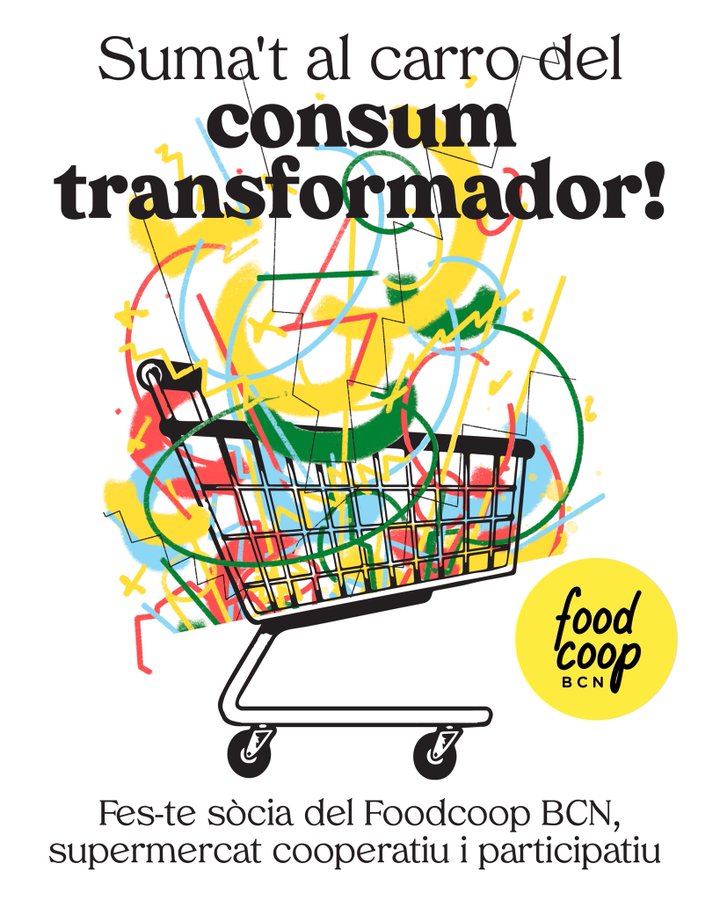 Suma't al carro del
consum
transformador!
food
coop
BCN
Fes-te sòcia del Foodcoop BCN,
supermercat cooperatiu i participatiu